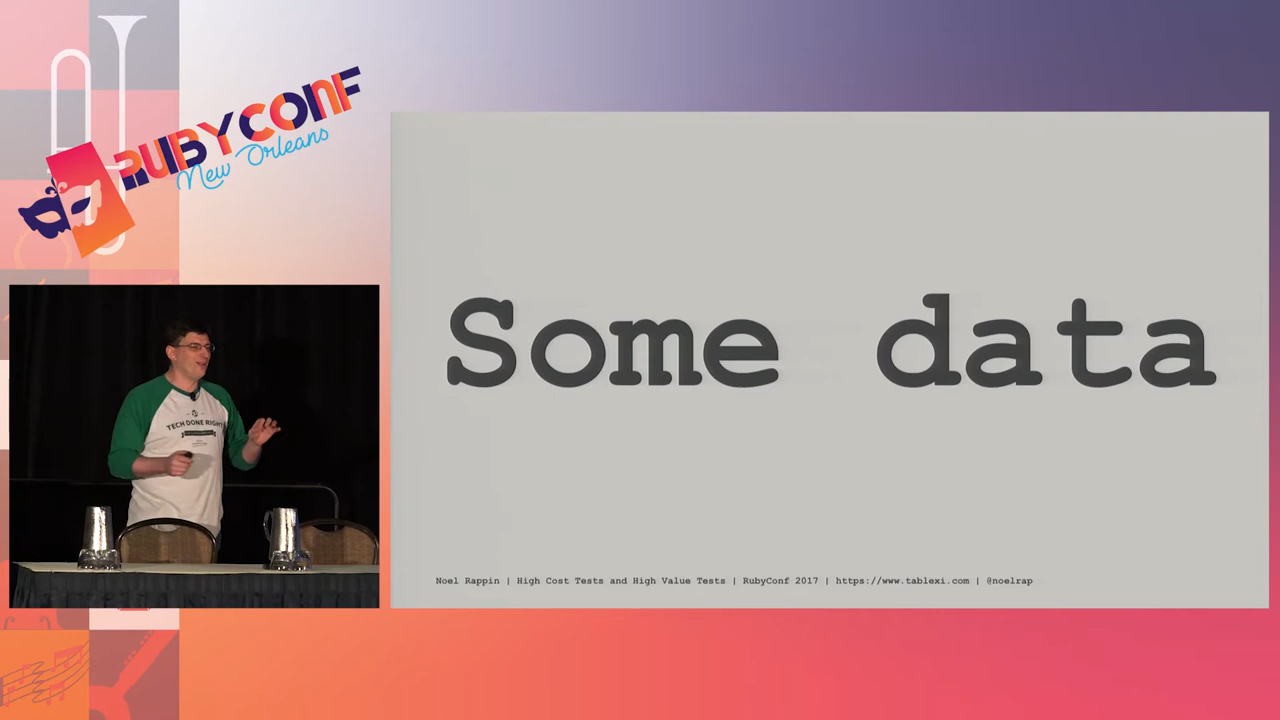 RUBYCONF
New Orleans
TECH DONE RIGHT
Some data
Noel Rappin | High Cost Tests and High Value Tests | RubyConf 2017 | https://www.tablexi.com | @noelrap